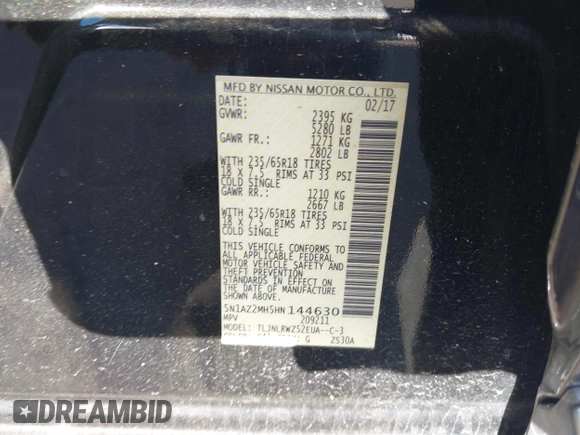 MFD BY NISSAN MOTOR CO., LTD.
DATE: 02/17
GVWR: 2395 KG
5280 LB
GAWR FR.: 1271 KG
2802 LB
WITH 235/65R18 TIRES
18 X 7.5 RIMS AT 33 PSI
COLD SINGLE
GAWR RR.: 1210 KG
2667 LB
WITH 235/65R18 TIRES
18 X 7.5 RIMS AT 33 PSI
COLD SINGLE
THIS VEHICLE CONFORMS TO
ALL APPLICABLE FEDERAL
MOTOR VEHICLE SAFETY AND
THEFT PREVENTION
STANDARDS IN EFFECT ON
THE DATE OF MANUFACTURE
SHOWN ABOVE.
5N1AZ2MH5HN144630
MPV 209211
MODEL: TLJNLRWZ52EUA--C-3
G Z530A
DREAMBID